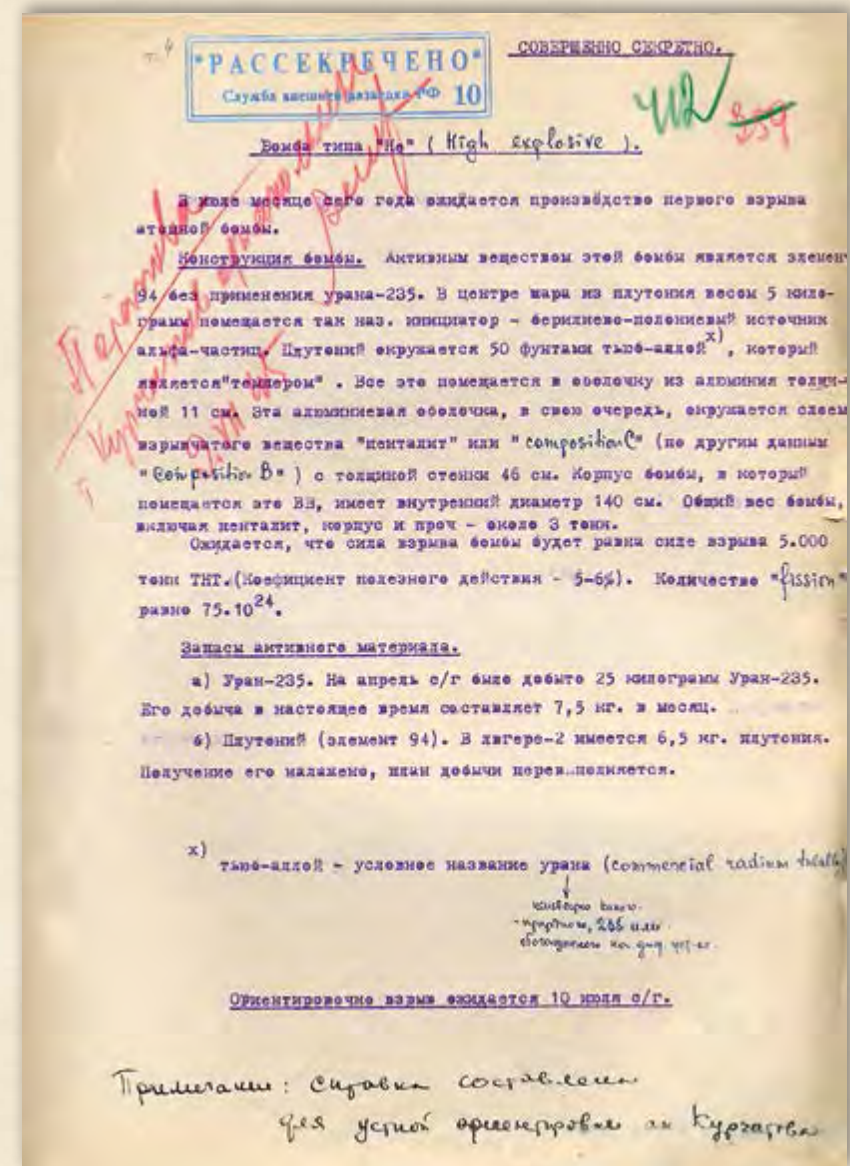 т. 4
"РАССЕКРЕЧЕНО"
Служба внешней разведки РФ 10
СОВЕРШЕННО СЕКРЕТНО.
412
Бомба типа "Не" ( High explosive ).
В июле месяце сего года ожидается производство первого взрыва
атомной бомбы.
Конструкция бомбы. Активным веществом этой бомбы является элемент
94 без применения урана-235. В центре шара из плутония весом 5 кило-
грамм помещается так наз. инициатор - бериллиево-полониевый источник
альфа-частиц. Плутоний окружается 50 фунтами тьюб-аллой х), который
является "темпером" . Все это помещается в оболочку из алюминия толщи-
ной 11 см. Эта алюминиевая оболочка, в свою очередь, окружается слоем
взрывчатого вещества "пенталит" или "composition C" (по другим данным
"Composition B" ) с толщиной стенки 46 см. Корпус бомбы, в который
помещается это ВВ, имеет внутренний диаметр 140 см. Общий вес бомбы,
включая пенталит, корпус и проч - около 3 тонн.
Ожидается, что сила взрыва бомбы будет равна силе взрыва 5.000
тонн ТНТ.(Коефициент полезного действия - 5-6%). Количество "fission"
равно 75.10²⁴.
Запасы активного материала.
а) Уран-235. На апрель с/г было добыто 25 килограмм Уран-235.
Его добыча в настоящее время составляет 7,5 кг. в месяц.
б) Плутоний (элемент 94). В лагере-2 имеется 6,5 кг. плутония.
Получение его налажено, план добычи перевыполняется.
х)
тьюб-аллой - условное название урана (commencial radium
природного, 235 или
Ориентировочно взрыв ожидается 10 июля с/г.
Примечание: Справка составлена
для устной ориентировки ак Курчатова